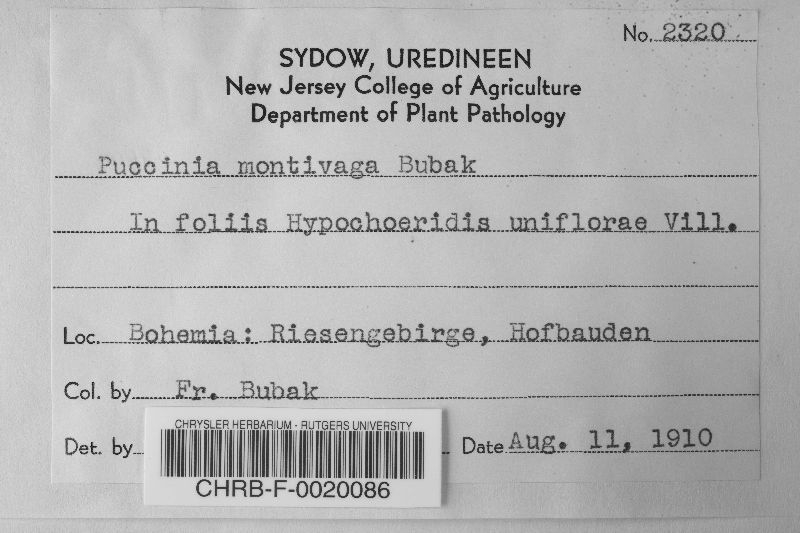 No. 2320
SYDOW, UREDINEEN
New Jersey College of Agriculture
Department of Plant Pathology
Puccinia montivaga Bubak
In foliis Hypochoeridis uniflorae Vill.
Loc. Bohemia: Riesengebirge, Hofbauden
Col. by Fr. Bubak
Det. by
Date Aug. 11, 1910
CHRYSLER HERBARIUM - RUTGERS UNIVERSITY
CHRB-F-0020086